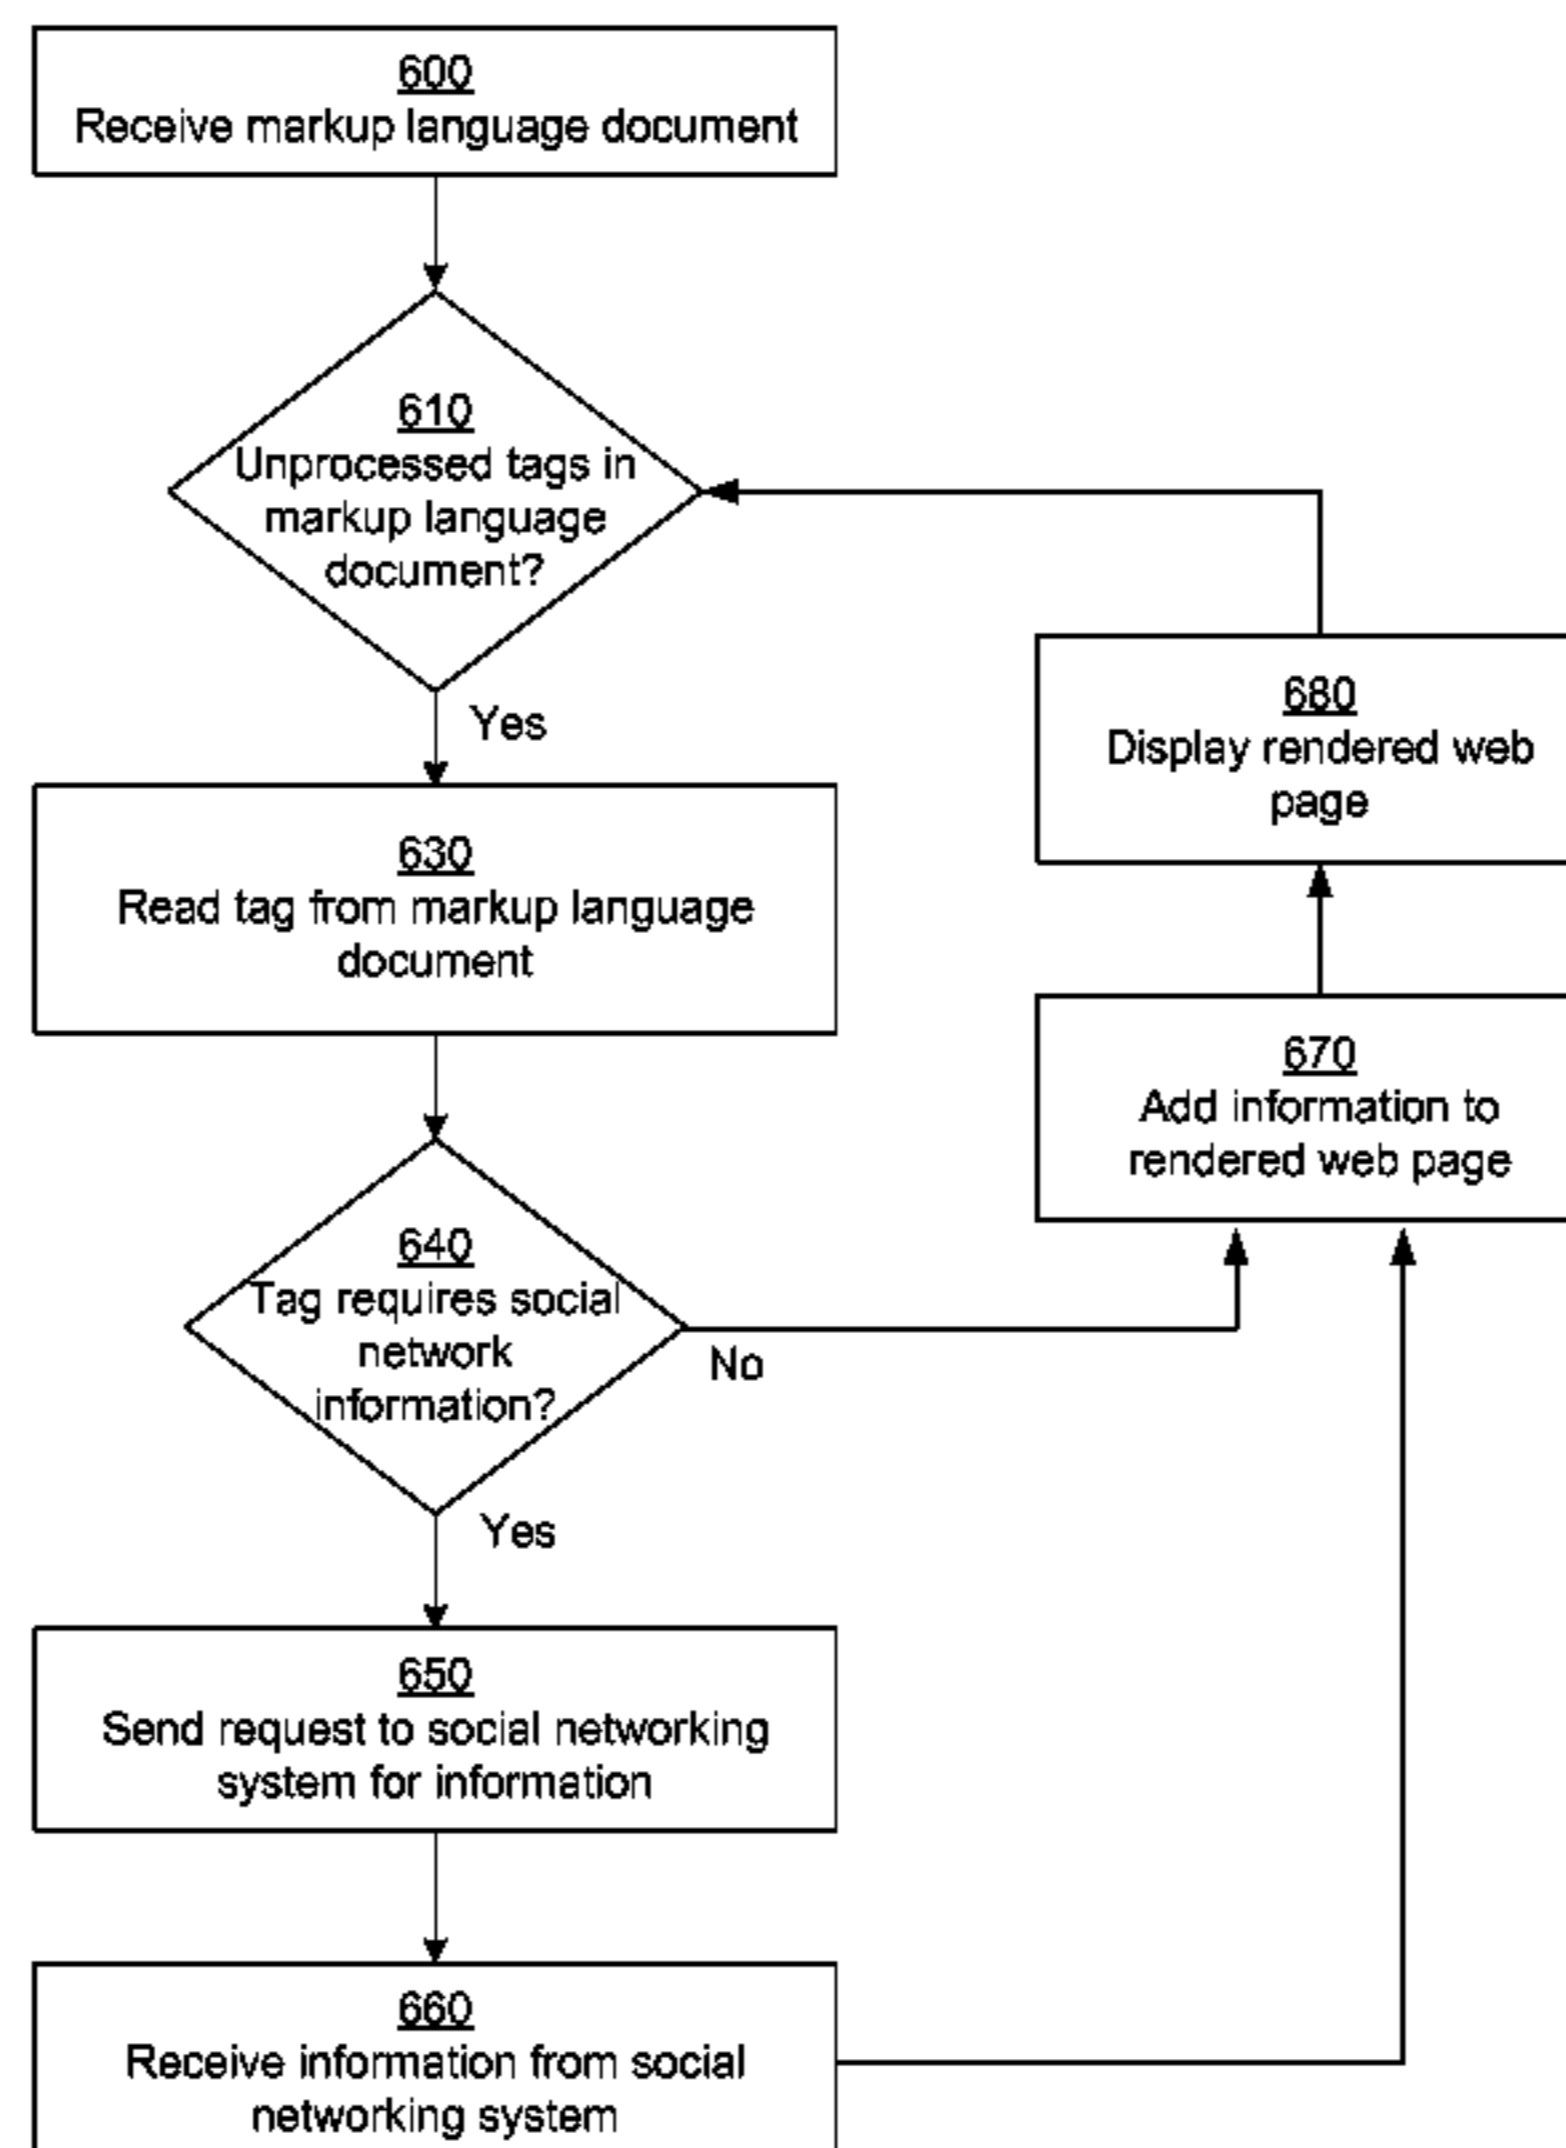 600
Receive markup language document
610
Unprocessed tags in
markup language
document?
Yes
630
Read tag from markup language
document
640
Tag requires social
network
information?
No
Yes
650
Send request to social networking
system for information
660
Receive information from social
networking system
670
Add information to
rendered web page
680
Display rendered web
page